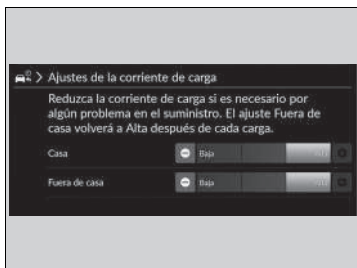 Ajustes de la corriente de carga
Reduzca la corriente de carga si es necesario por
algún problema en el suministro. El ajuste Fuera de
casa volverá a Alta después de cada carga.
Casa
Baja
Fuera de casa
Baja